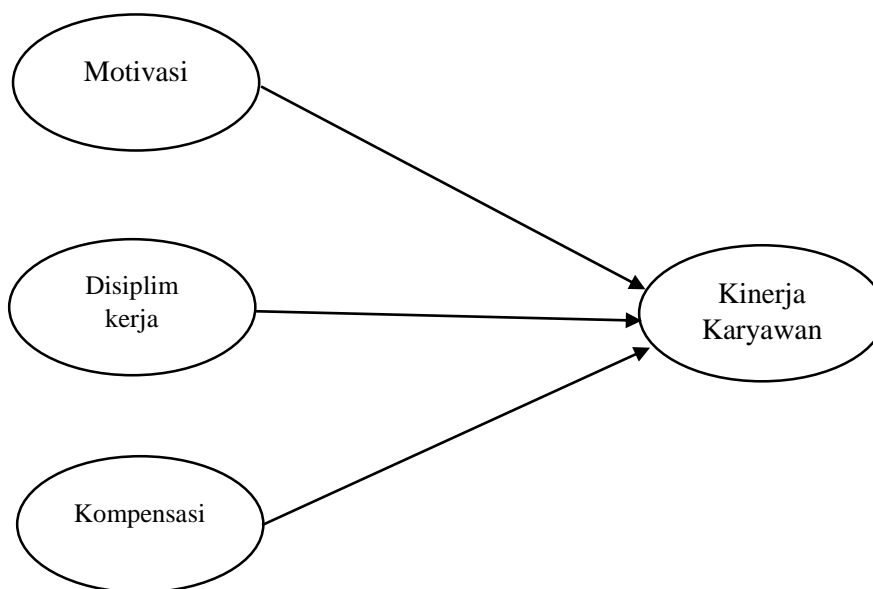 Motivasi
Disiplim
kerja
Kinerja
Karyawan
Kompensasi